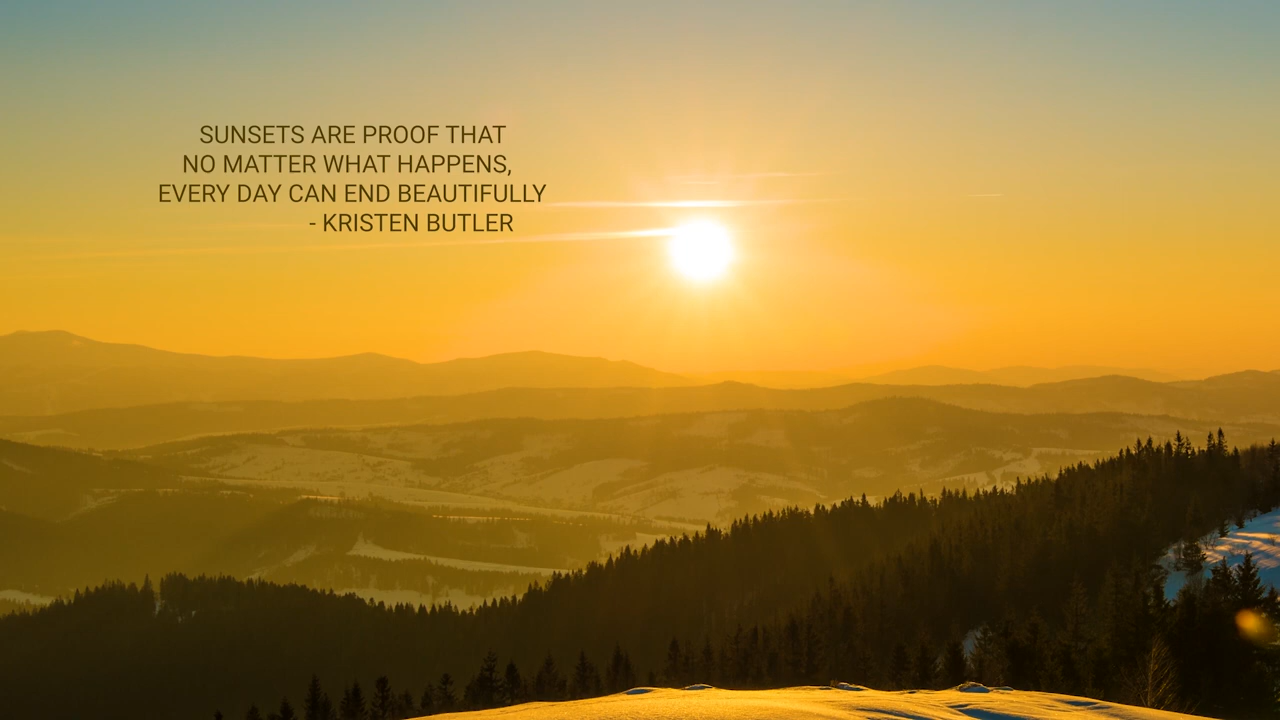 SUNSETS ARE PROOF THAT
NO MATTER WHAT HAPPENS,
EVERY DAY CAN END BEAUTIFULLY
- KRISTEN BUTLER